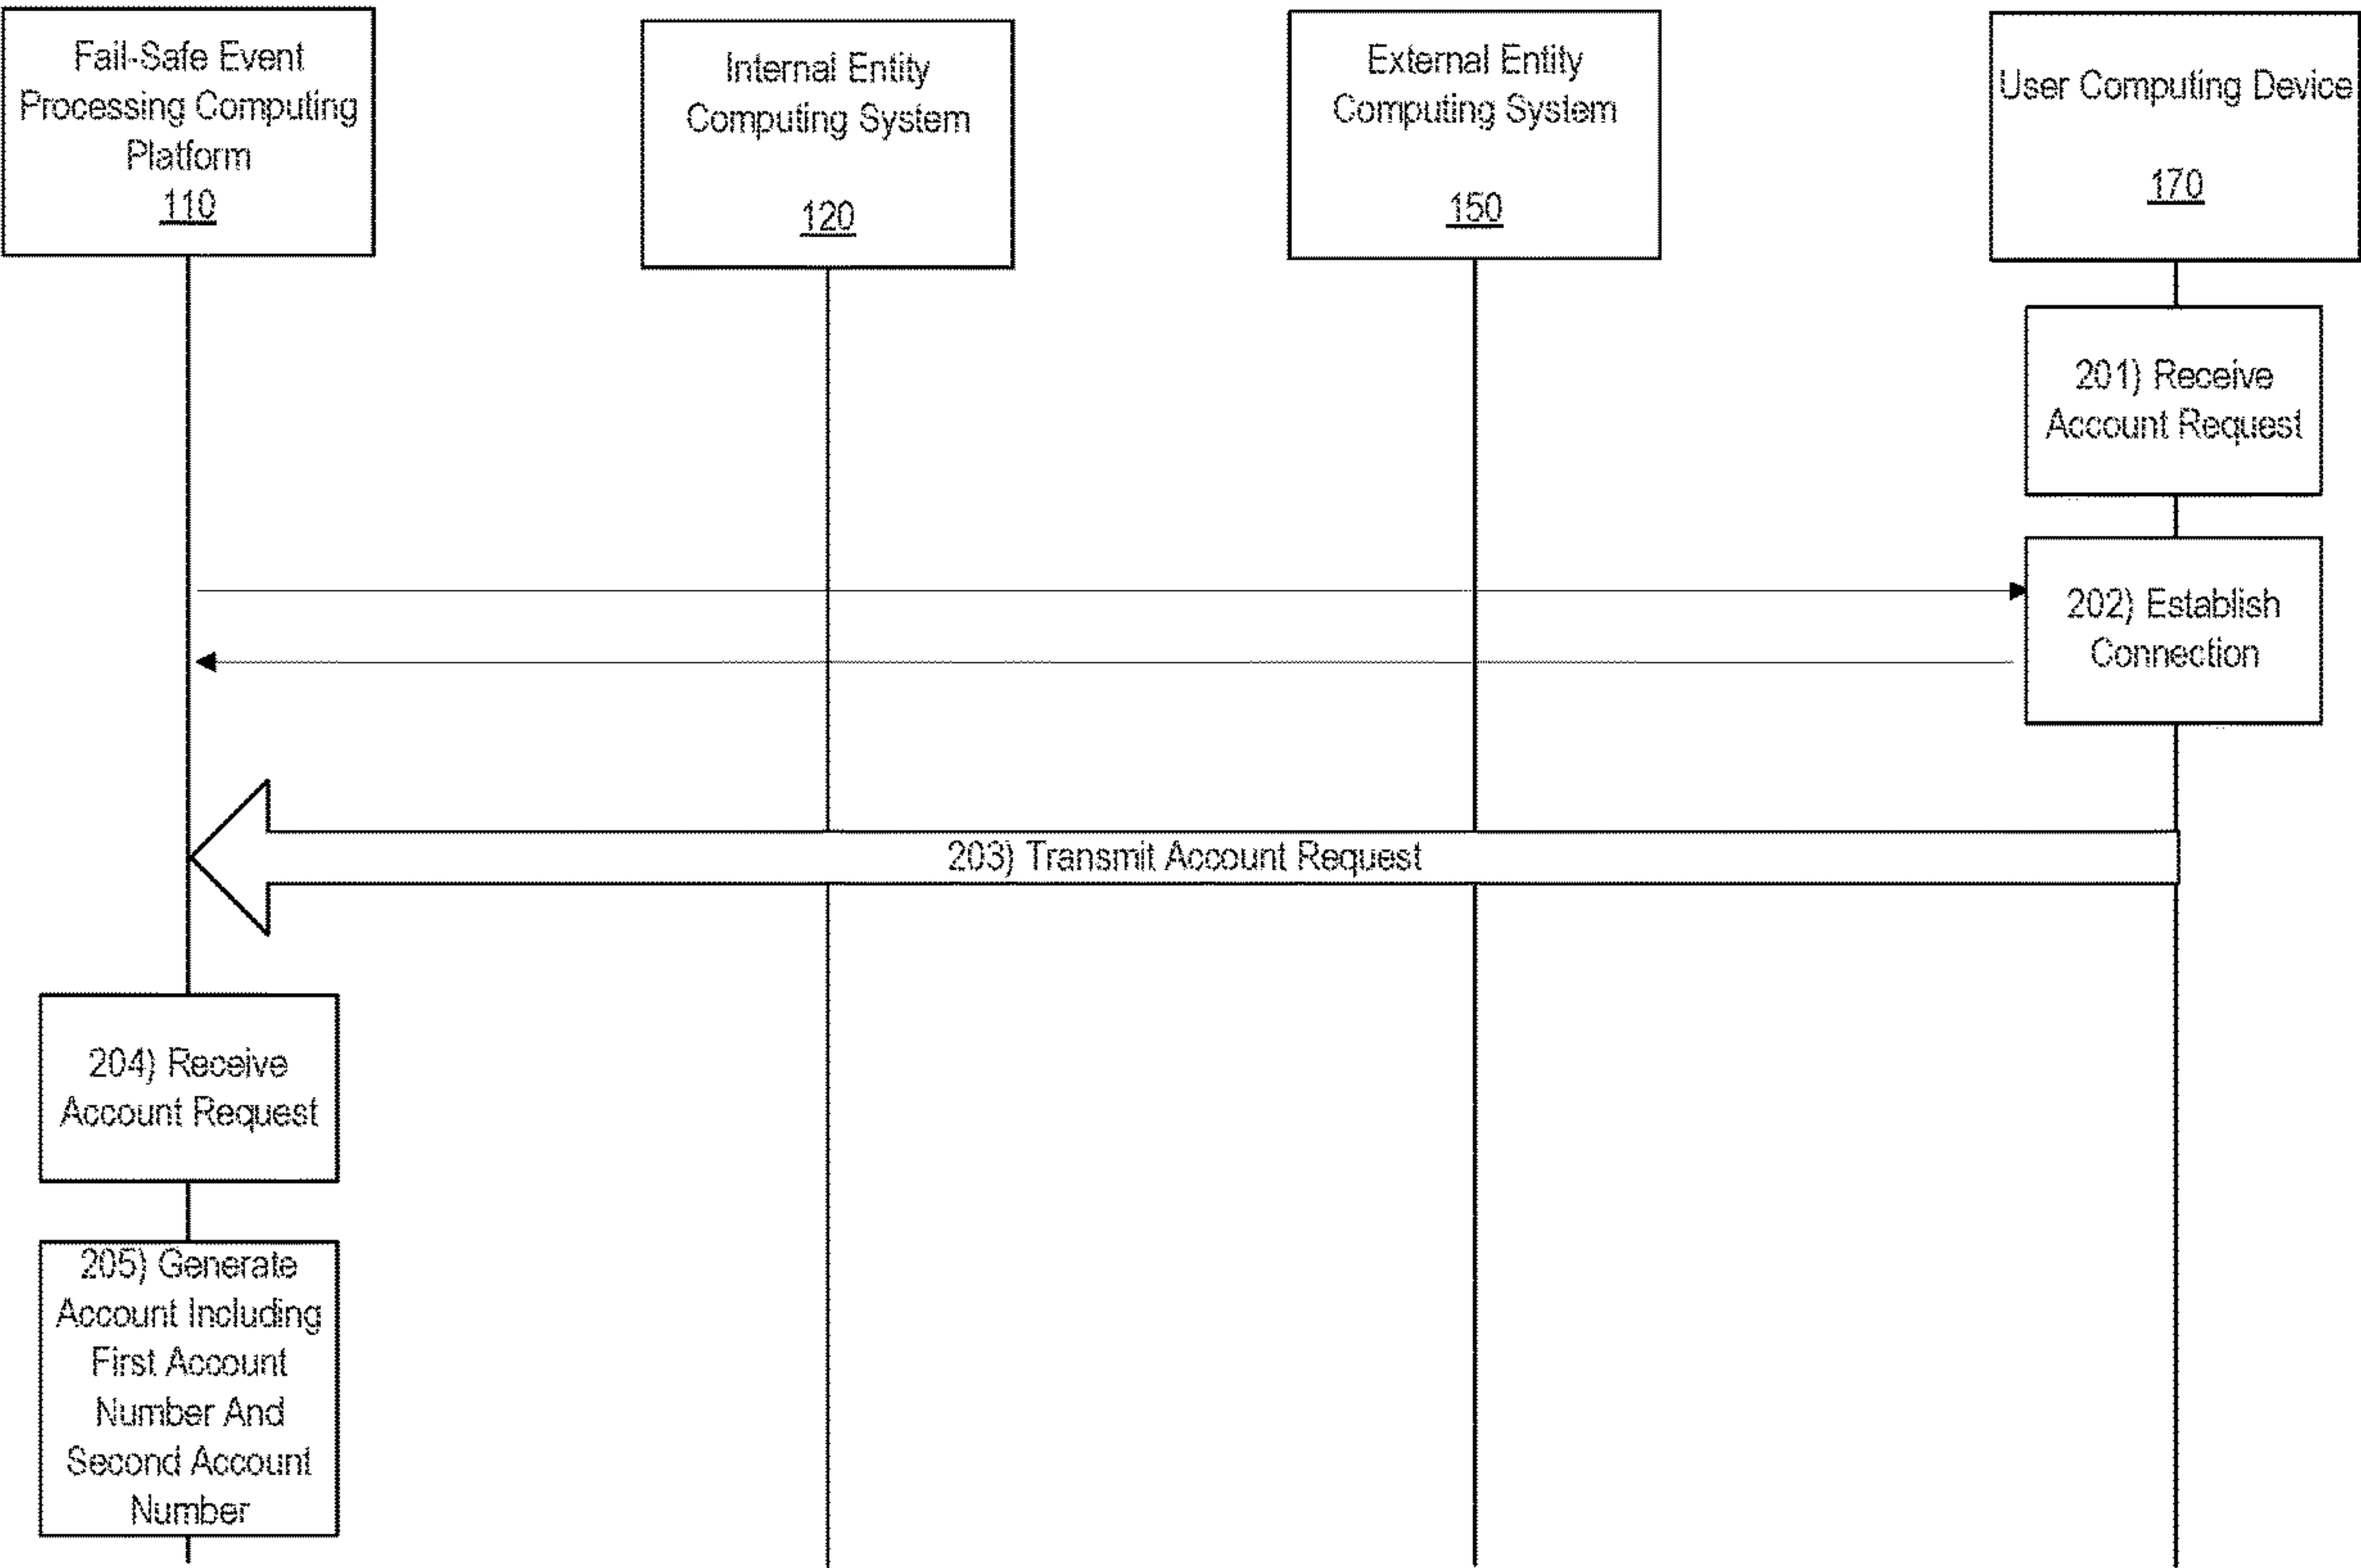 Fail-Safe Event
Processing Computing
Platform
110
Internal Entity
Computing System
120
External Entity
Computing System
150
User Computing Device
170
201) Receive
Account Request
202) Establish
Connection
203) Transmit Account Request
204) Receive
Account Request
205) Generate
Account Including
First Account
Number And
Second Account
Number